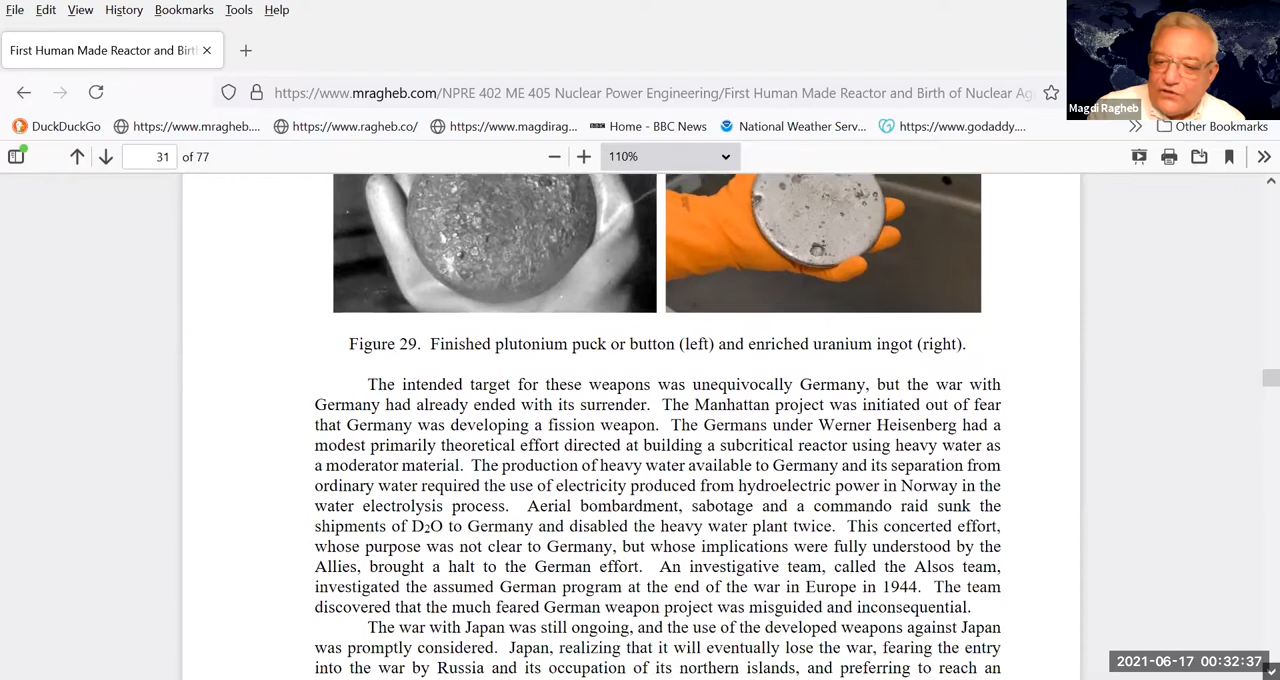 File Edit View History Bookmarks Tools Help
First Human Made Reactor and Birt
https://www.mragheb.com/NPRE 402 ME 405 Nuclear Power Engineering/First Human Made Reactor and Birth of Nuclear Ag
Magdi Ragheb
DuckDuckGo https://www.mragheb.... https://www.ragheb.co/ https://www.magdirag... BBC Home - BBC News National Weather Serv... https://www.godaddy.... Other Bookmarks
31 of 77 110%
Figure 29. Finished plutonium puck or button (left) and enriched uranium ingot (right).
The intended target for these weapons was unequivocally Germany, but the war with
Germany had already ended with its surrender. The Manhattan project was initiated out of fear
that Germany was developing a fission weapon. The Germans under Werner Heisenberg had a
modest primarily theoretical effort directed at building a subcritical reactor using heavy water as
a moderator material. The production of heavy water available to Germany and its separation from
ordinary water required the use of electricity produced from hydroelectric power in Norway in the
water electrolysis process. Aerial bombardment, sabotage and a commando raid sunk the
shipments of D₂O to Germany and disabled the heavy water plant twice. This concerted effort,
whose purpose was not clear to Germany, but whose implications were fully understood by the
Allies, brought a halt to the German effort. An investigative team, called the Alsos team,
investigated the assumed German program at the end of the war in Europe in 1944. The team
discovered that the much feared German weapon project was misguided and inconsequential.
The war with Japan was still ongoing, and the use of the developed weapons against Japan
was promptly considered. Japan, realizing that it will eventually lose the war, fearing the entry
into the war by Russia and its occupation of its northern islands, and preferring to reach an
2021-06-17 00:32:37